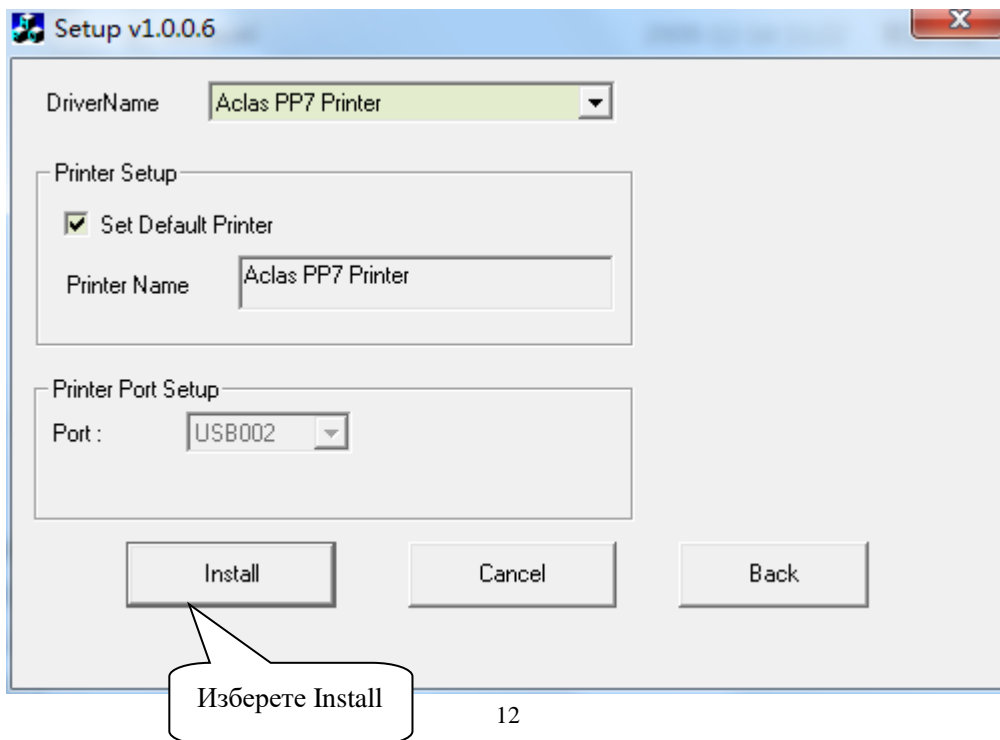 Setup v1.0.0.6
DriverName Aclas PP7 Printer
Printer Setup
Set Default Printer
Printer Name Aclas PP7 Printer
Printer Port Setup
Port : USB002
Install Cancel Back
Изберете Install
12